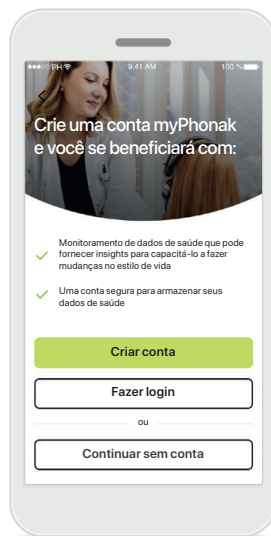 PH 9:41 AM 100 %
Crie uma conta myPhonak
e você se beneficiará com:
Monitoramento de dados de saúde que pode
fornecer insights para capacitá-lo a fazer
mudanças no estilo de vida
Uma conta segura para armazenar seus
dados de saúde
Criar conta
Fazer login
ou
Continuar sem conta